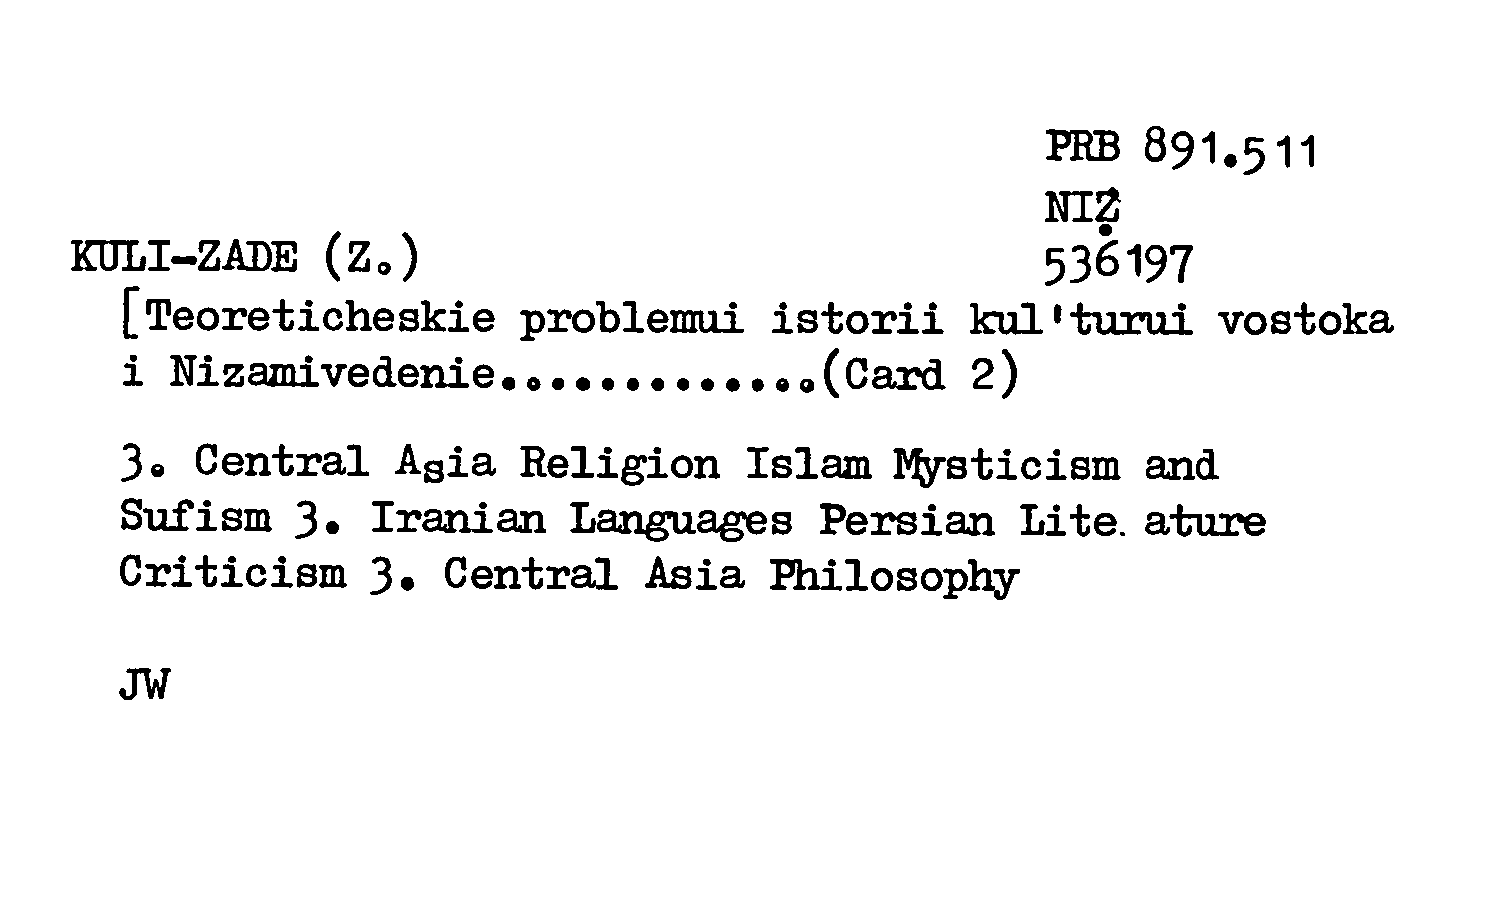 PRB 891.511
NIZ̤
KULI-ZADE (Z.)
536197
[Teoreticheskie problemui istorii kul'turui vostoka
i Nizamivedenie.............(Card 2)
3. Central Asia Religion Islam Mysticism and
Sufism 3. Iranian Languages Persian Lite. ature
Criticism 3. Central Asia Philosophy
JW